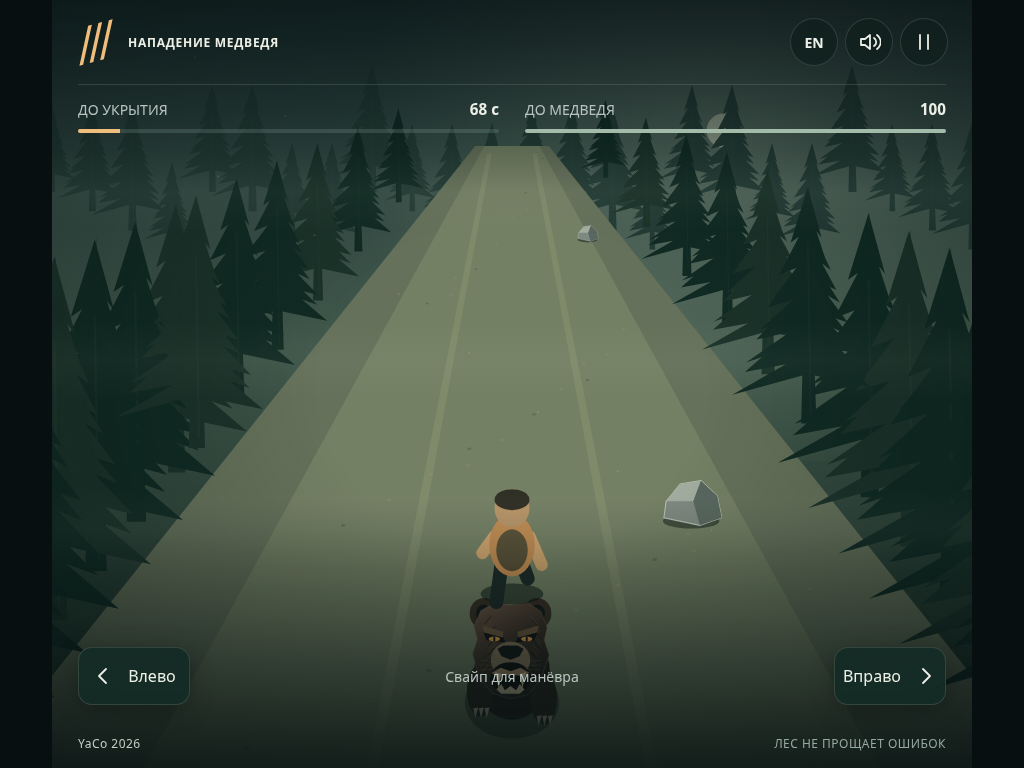 НАПАДЕНИЕ МЕДВЕДЯ
EN
ДО УКРЫТИЯ 68 с
ДО МЕДВЕДЯ 100
Влево
Свайп для манёвра
Вправо
YaCo 2026
ЛЕС НЕ ПРОЩАЕТ ОШИБОК